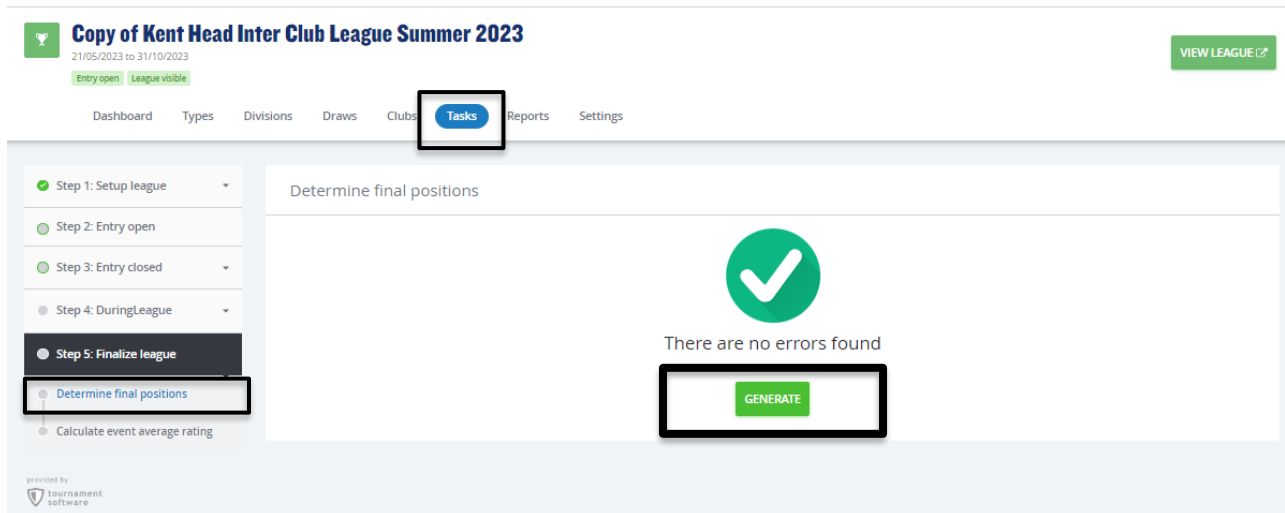 Copy of Kent Head Inter Club League Summer 2023
21/05/2023 to 31/10/2023
Entry open League visible
VIEW LEAGUE
Dashboard Types Divisions Draws Clubs Tasks Reports Settings
Step 1: Setup league
Step 2: Entry open
Step 3: Entry closed
Step 4: DuringLeague
Step 5: Finalize league
Determine final positions
Calculate event average rating
Determine final positions
There are no errors found
GENERATE
provided by
tournament
software